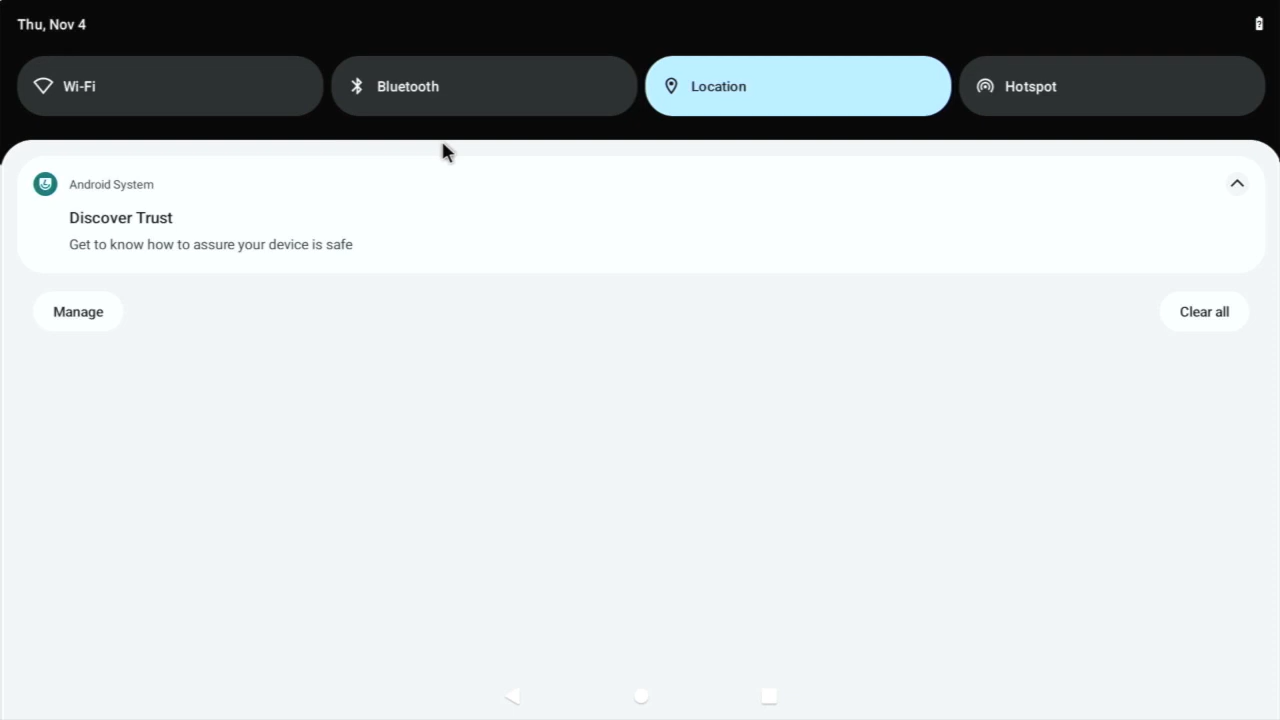 Thu, Nov 4
Wi-Fi
Bluetooth
Location
Hotspot
Android System
Discover Trust
Get to know how to assure your device is safe
Manage
Clear all